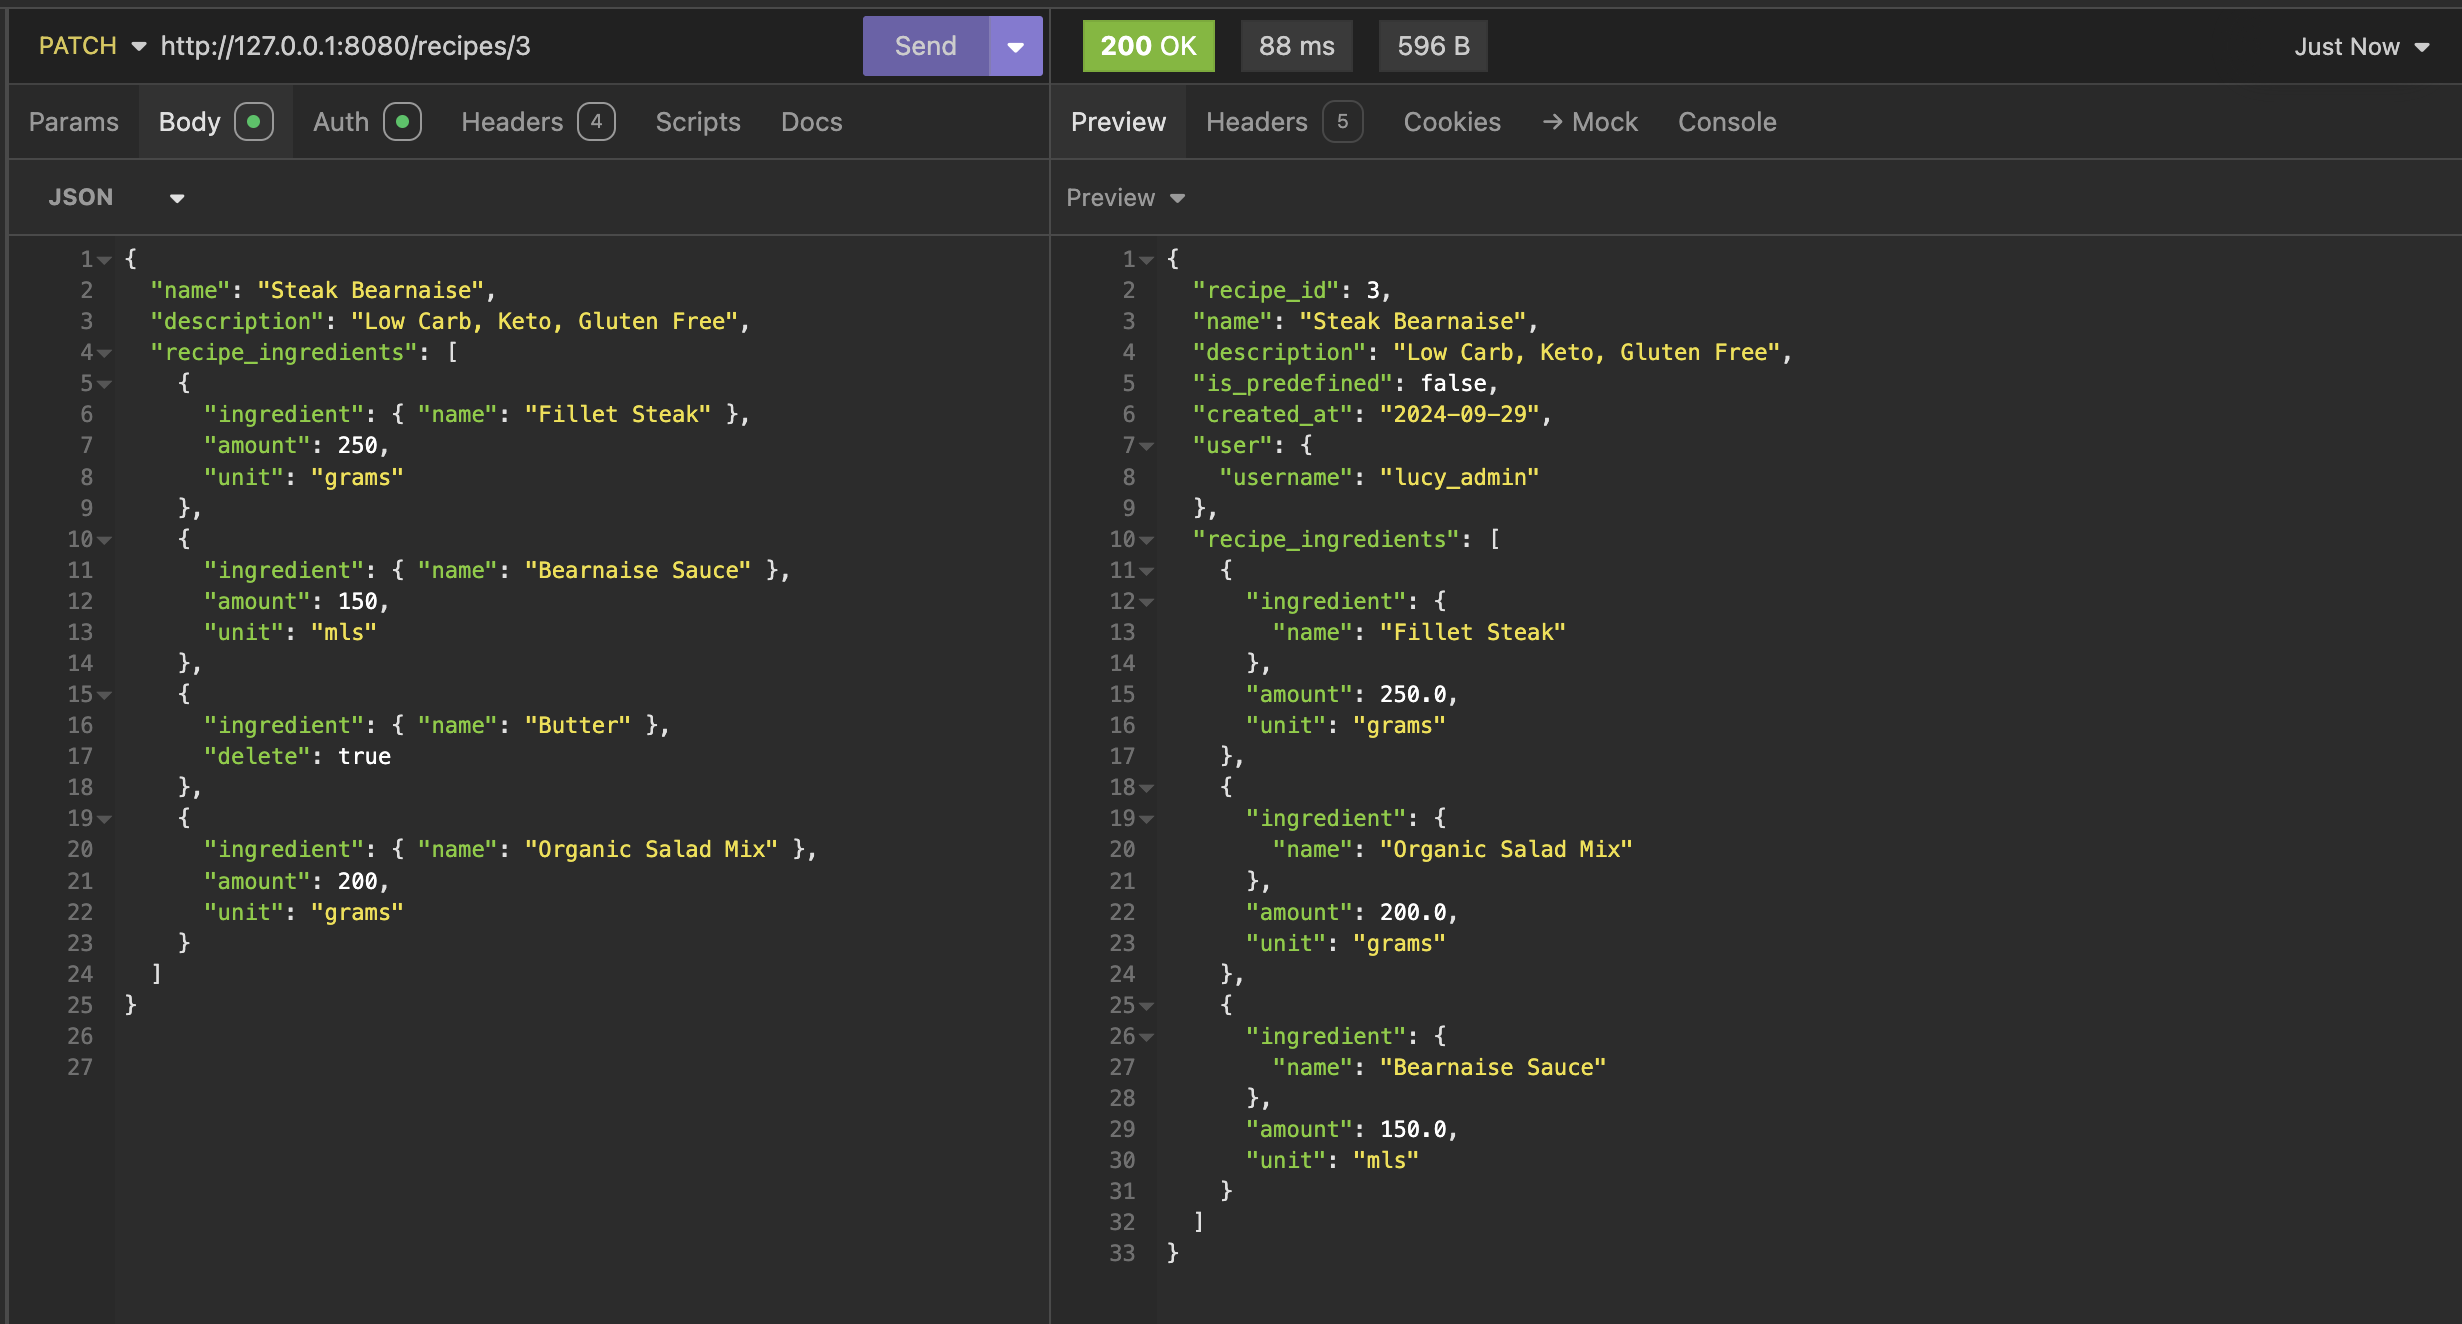 PATCH http://127.0.0.1:8080/recipes/3 Send
Params Body Auth Headers 4 Scripts Docs
JSON
1 {
2 "name": "Steak Bearnaise",
3 "description": "Low Carb, Keto, Gluten Free",
4 "recipe_ingredients": [
5 {
6 "ingredient": { "name": "Fillet Steak" },
7 "amount": 250,
8 "unit": "grams"
9 },
10 {
11 "ingredient": { "name": "Bearnaise Sauce" },
12 "amount": 150,
13 "unit": "mls"
14 },
15 {
16 "ingredient": { "name": "Butter" },
17 "delete": true
18 },
19 {
20 "ingredient": { "name": "Organic Salad Mix" },
21 "amount": 200,
22 "unit": "grams"
23 }
24 ]
25 }
26
27
200 OK 88 ms 596 B Just Now
Preview Headers 5 Cookies → Mock Console
Preview
1 {
2 "recipe_id": 3,
3 "name": "Steak Bearnaise",
4 "description": "Low Carb, Keto, Gluten Free",
5 "is_predefined": false,
6 "created_at": "2024-09-29",
7 "user": {
8 "username": "lucy_admin"
9 },
10 "recipe_ingredients": [
11 {
12 "ingredient": {
13 "name": "Fillet Steak"
14 },
15 "amount": 250.0,
16 "unit": "grams"
17 },
18 {
19 "ingredient": {
20 "name": "Organic Salad Mix"
21 },
22 "amount": 200.0,
23 "unit": "grams"
24 },
25 {
26 "ingredient": {
27 "name": "Bearnaise Sauce"
28 },
29 "amount": 150.0,
30 "unit": "mls"
31 }
32 ]
33 }